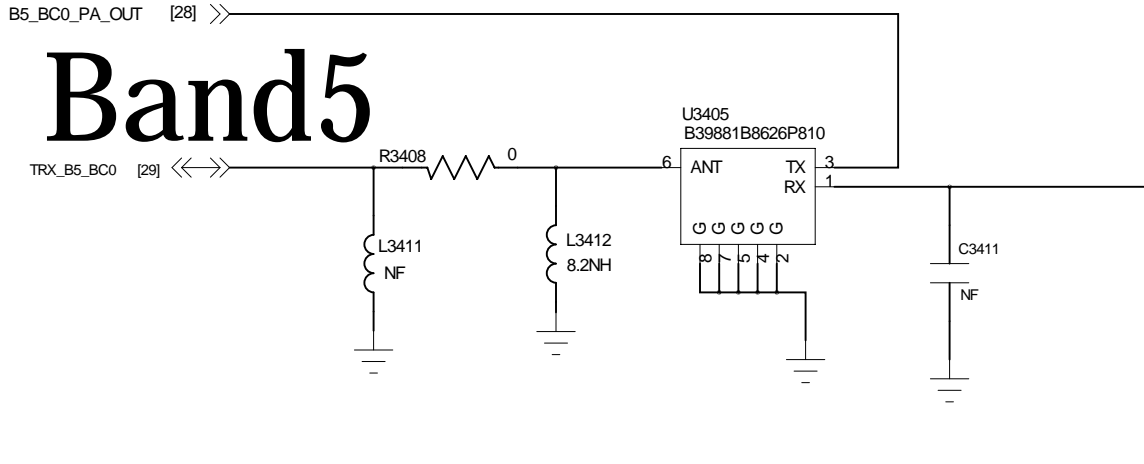 B5_BC0_PA_OUT [28]
Band5
U3405
B39881B8626P810
TRX_B5_BC0 [29]
R3408 0
6 ANT TX 3
RX 1
G G G G G
8 7 5 4 2
L3411
NF
L3412
8.2NH
C3411
NF